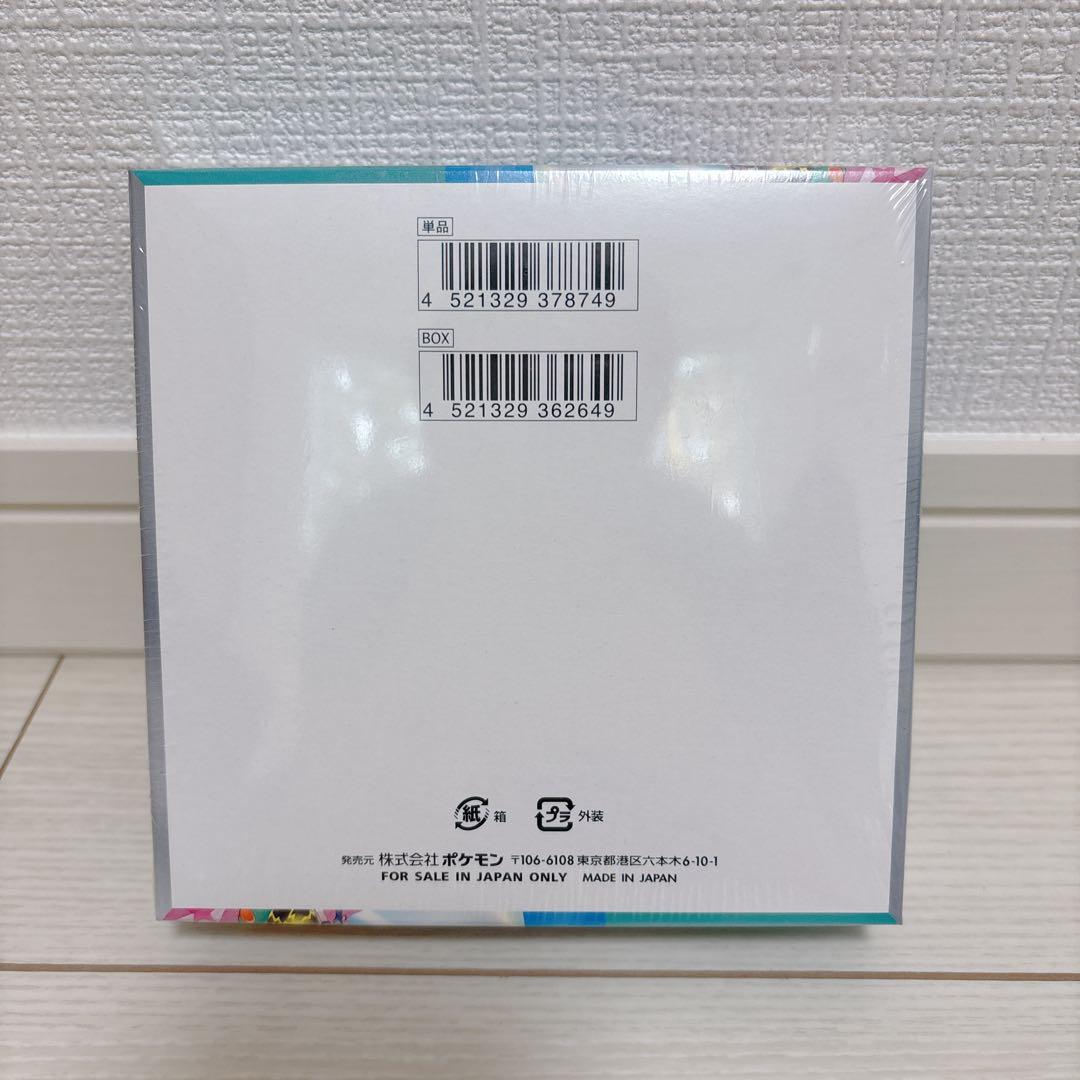 単品
4 521329 378749
BOX
4 521329 362649
紙 箱 プラ 外装
発売元 株式会社 ポケモン 〒106-6108 東京都港区六本木6-10-1
FOR SALE IN JAPAN ONLY MADE IN JAPAN